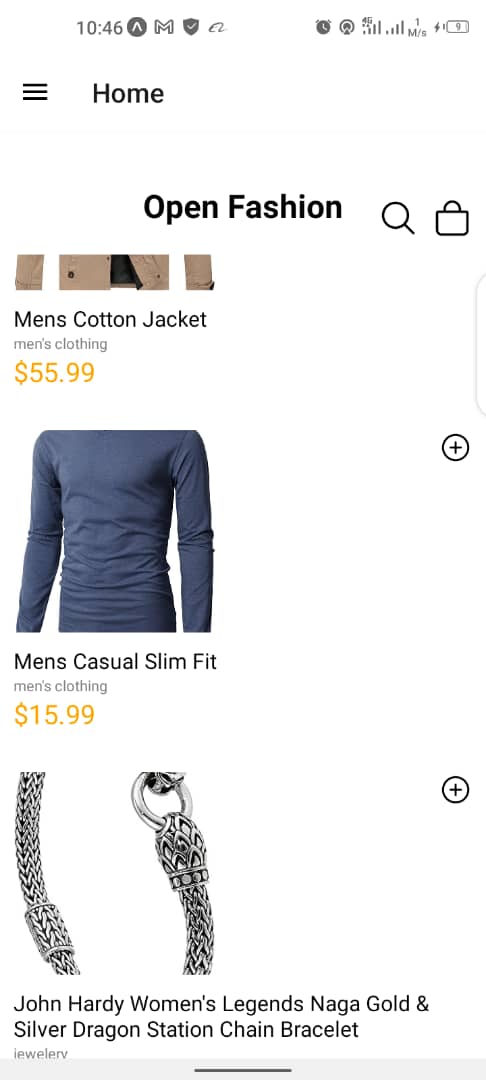 10:46
4G
1
M/s
9
Home
Open Fashion
Mens Cotton Jacket
men's clothing
$55.99
Mens Casual Slim Fit
men's clothing
$15.99
John Hardy Women's Legends Naga Gold &
Silver Dragon Station Chain Bracelet
jewelery